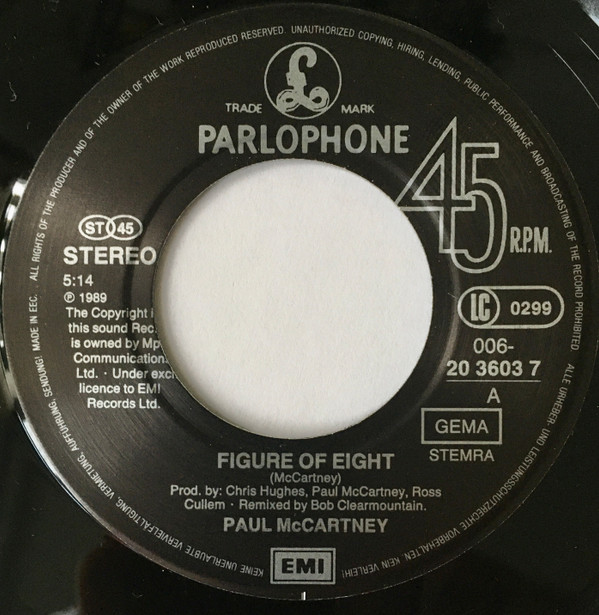 ALL RIGHTS OF THE PRODUCER AND OF THE OWNER OF THE WORK REPRODUCED RESERVED. UNAUTHORIZED COPYING, HIRING, LENDING, PUBLIC PERFORMANCE AND BROADCASTING OF THE RECORD PROHIBITED
£
TRADE MARK
PARLOPHONE
45
R.P.M.
ST 45
STEREO
5:14
℗ 1989
The Copyright
this sound Rec.
is owned by Mp
Communication
Ltd. · Under excl
licence to EMI
Records Ltd.
LC 0299
006-
20 3603 7
A
GEMA
STEMRA
FIGURE OF EIGHT
(McCartney)
Prod. by: Chris Hughes, Paul McCartney, Ross
Cullem · Remixed by Bob Clearmountain.
PAUL McCARTNEY
EMI
ALLE URHEBER- UND LEISTUNGSSCHUTZRECHTE VORBEHALTEN. KEIN VERLEIH! KEINE UNERLAUBTE VERVIELFÄLTIGUNG, VERMIETUNG, AUFFÜHRUNG, SENDUNG! MADE IN EEC.